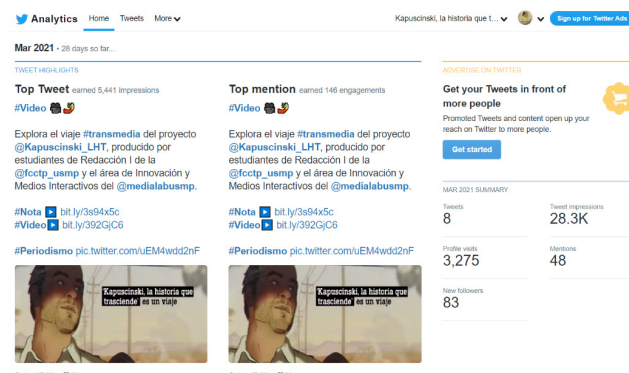 Analytics Home Tweets More Kapuscinski, la historia que t... Sign up for Twitter Ads
Mar 2021 • 28 days so far...
TWEET HIGHLIGHTS
Top Tweet earned 5,441 impressions
#Video
Explora el viaje #transmedia del proyecto
@Kapuscinski_LHT, producido por
estudiantes de Redacción I de la
@fcctp_usmp y el área de Innovación y
Medios Interactivos del @medialabusmp.
#Nota bit.ly/3s94x5c
#Video bit.ly/392GjC6
#Periodismo pic.twitter.com/uEM4wdd2nF
'Kapuscinski, la historia que
trasciende' es un viaje
Top mention earned 146 engagements
#Video
Explora el viaje #transmedia del proyecto
@Kapuscinski_LHT, producido por
estudiantes de Redacción I de la
@fcctp_usmp y el área de Innovación y
Medios Interactivos del @medialabusmp.
#Nota bit.ly/3s94x5c
#Video bit.ly/392GjC6
#Periodismo pic.twitter.com/uEM4wdd2nF
'Kapuscinski, la historia que
trasciende' es un viaje
ADVERTISE ON TWITTER
Get your Tweets in front of
more people
Promoted Tweets and content open up your
reach on Twitter to more people.
Get started
MAR 2021 SUMMARY
Tweets Tweet impressions
8 28.3K
Profile visits Mentions
3,275 48
New followers
83